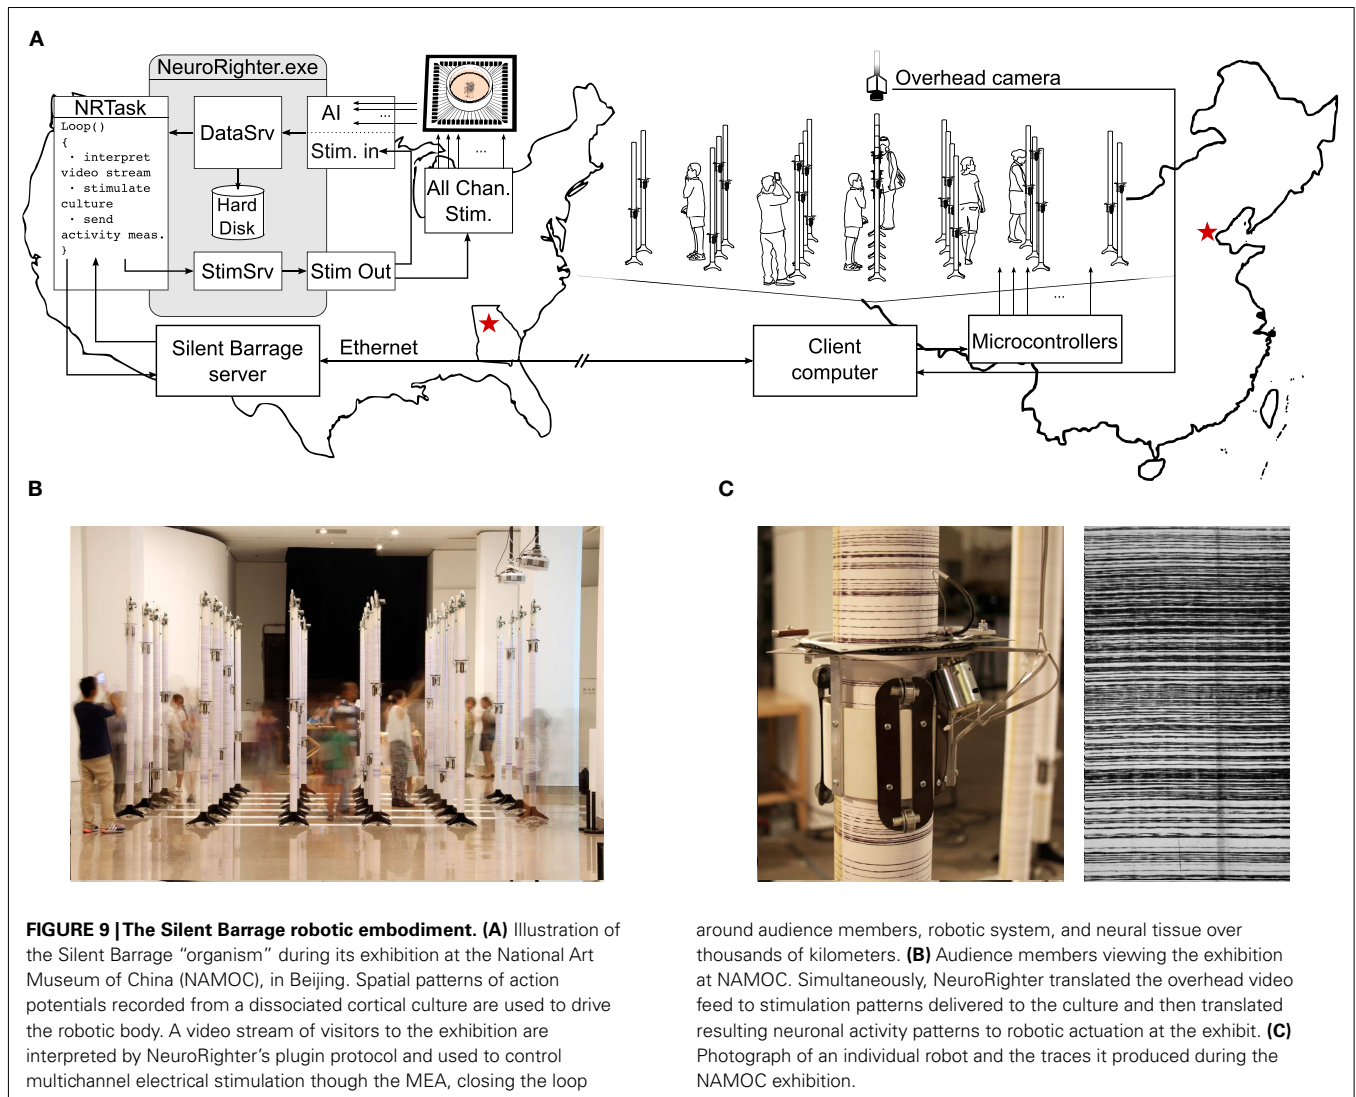 A
NeuroRighter.exe
NRTask
Loop()
{
· interpret
video stream
· stimulate
culture
· send
activity meas.
}
DataSrv
AI
...
Stim. in
Hard
Disk
StimSrv
Stim Out
...
All Chan.
Stim.
Overhead camera
Silent Barrage
server
Ethernet
Client
computer
...
Microcontrollers
B
C
FIGURE 9 | The Silent Barrage robotic embodiment. (A) Illustration of
the Silent Barrage “organism” during its exhibition at the National Art
Museum of China (NAMOC), in Beijing. Spatial patterns of action
potentials recorded from a dissociated cortical culture are used to drive
the robotic body. A video stream of visitors to the exhibition are
interpreted by NeuroRighter’s plugin protocol and used to control
multichannel electrical stimulation though the MEA, closing the loop
around audience members, robotic system, and neural tissue over
thousands of kilometers. (B) Audience members viewing the exhibition
at NAMOC. Simultaneously, NeuroRighter translated the overhead video
feed to stimulation patterns delivered to the culture and then translated
resulting neuronal activity patterns to robotic actuation at the exhibit. (C)
Photograph of an individual robot and the traces it produced during the
NAMOC exhibition.